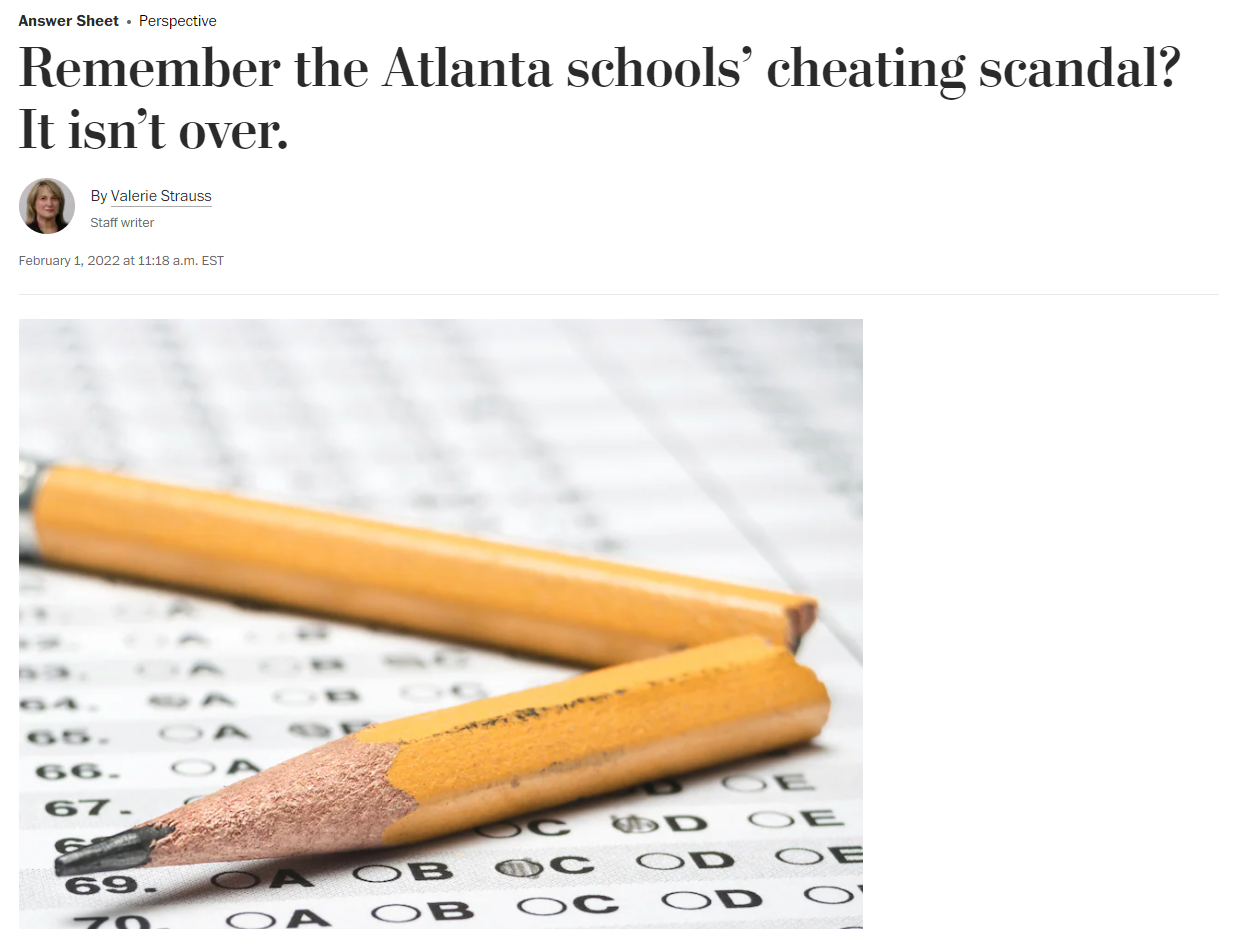 Answer Sheet • Perspective
Remember the Atlanta schools’ cheating scandal?
It isn’t over.
By Valerie Strauss
Staff writer
February 1, 2022 at 11:18 a.m. EST
A
A
A B
63. A B C
64. A B C
65. A B
66. A
67. D E
C D E
69. A B C D E
70 A B C D